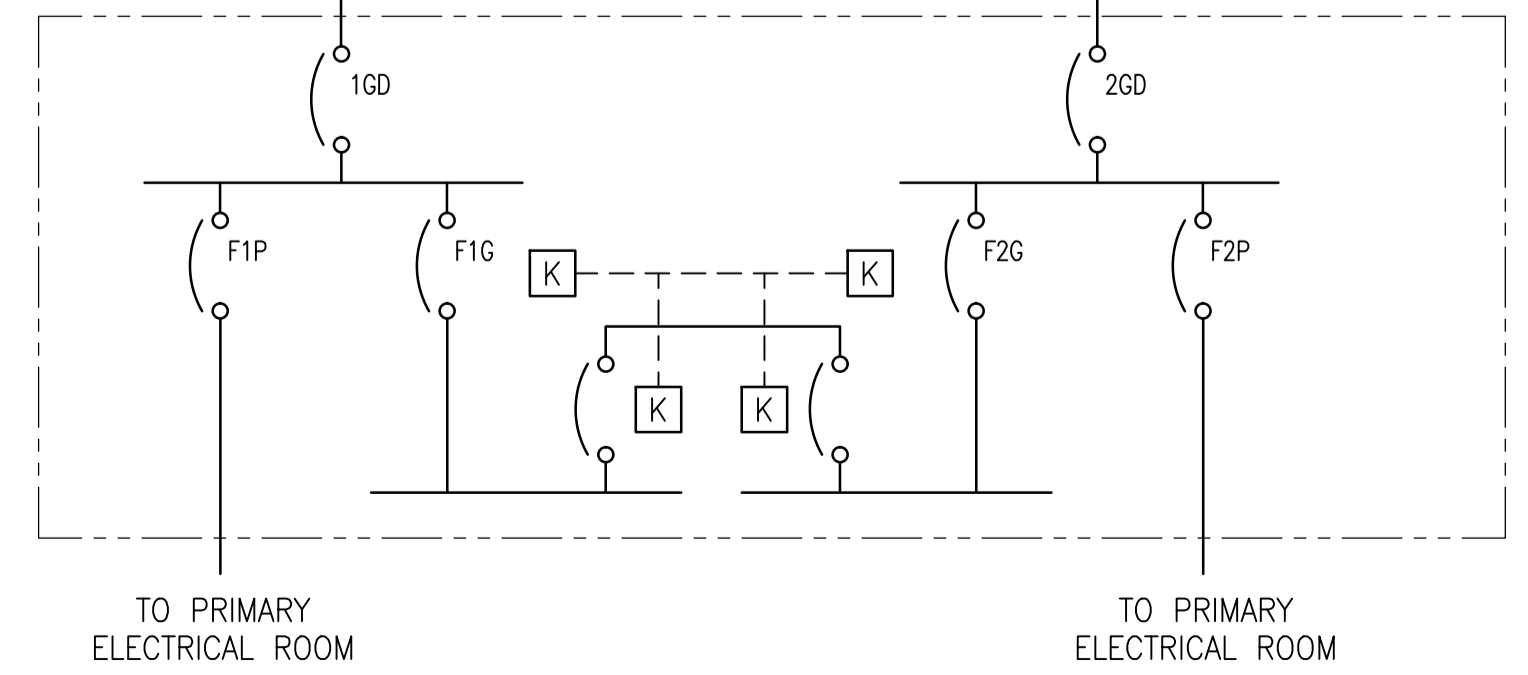 1GD
2GD
F1P
F1G
K
K
F2G
F2P
K
K
TO PRIMARY
ELECTRICAL ROOM
TO PRIMARY
ELECTRICAL ROOM